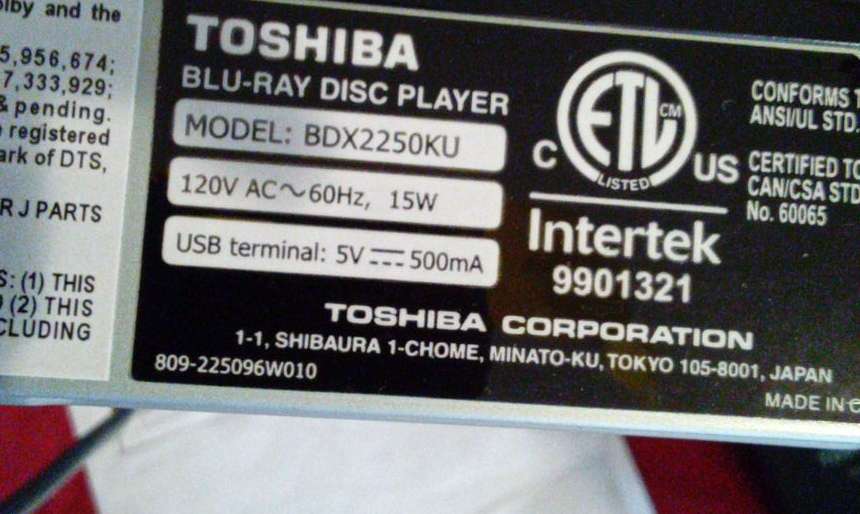 lby and the
5,956,674;
7,333,929;
& pending.
registered
ark of DTS,
R J PARTS
S: (1) THIS
(2) THIS
CLUDING
TOSHIBA
BLU-RAY DISC PLAYER
MODEL: BDX2250KU
120V AC～60Hz, 15W
USB terminal: 5V⎓500mA
ETL CM
LISTED
C US
Intertek
9901321
CONFORMS T
ANSI/UL STD.
CERTIFIED TO
CAN/CSA STD
No. 60065
TOSHIBA CORPORATION
1-1, SHIBAURA 1-CHOME, MINATO-KU, TOKYO 105-8001, JAPAN
809-225096W010
MADE IN C